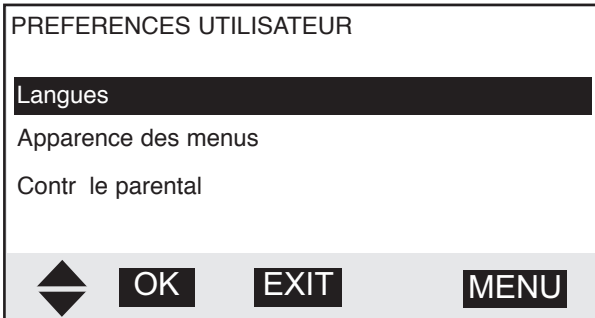 PREFERENCES UTILISATEUR
Langues
Apparence des menus
Contr le parental
OK EXIT MENU